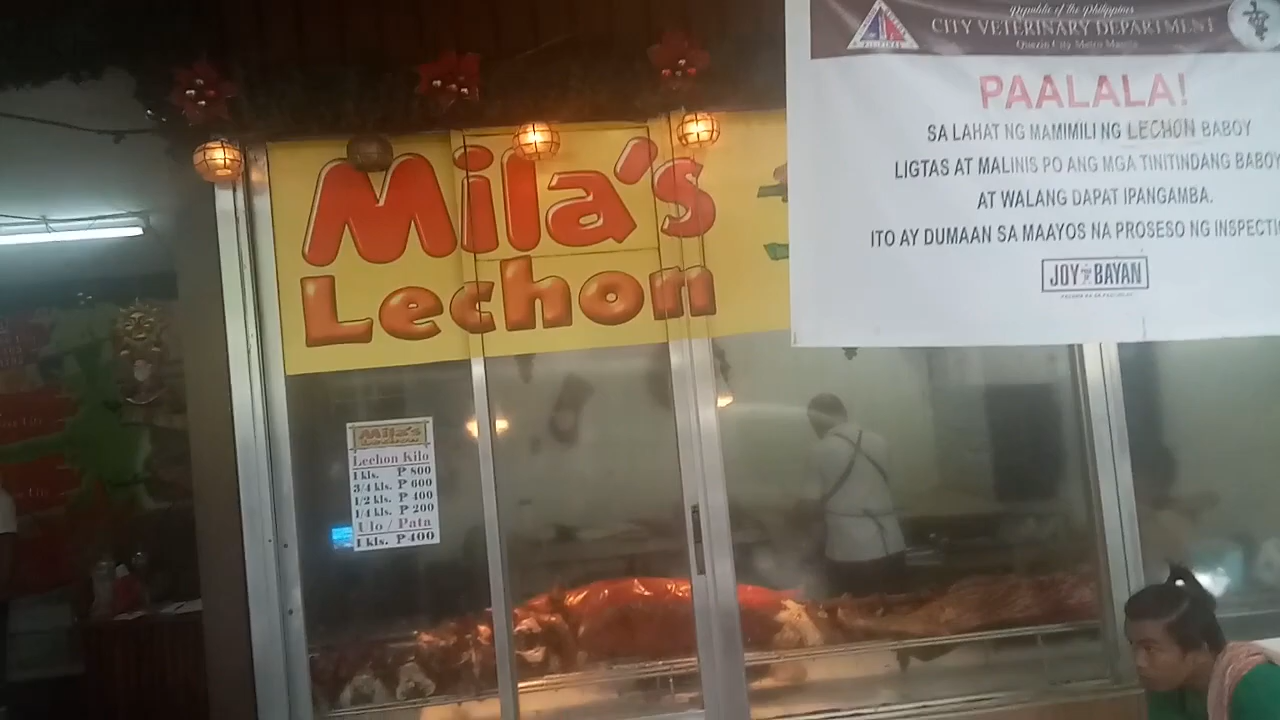 Mila's
Lechon
Mila's
Lechon
Lechon Kilo
1 kls. ₱ 800
3/4 kls. ₱ 600
1/2 kls. ₱ 400
1/4 kls. ₱ 200
Ulo / Pata
1 kls. ₱400
Republic of the Philippines
CITY VETERINARY DEPARTMENT
Quezon City Metro Manila
PAALALA!
SA LAHAT NG MAMIMILI NG LECHON BABOY
LIGTAS AT MALINIS PO ANG MGA TINITINDANG BABOY
AT WALANG DAPAT IPANGAMBA.
ITO AY DUMAAN SA MAAYOS NA PROSESO NG INSPECTI
JOY BAYAN